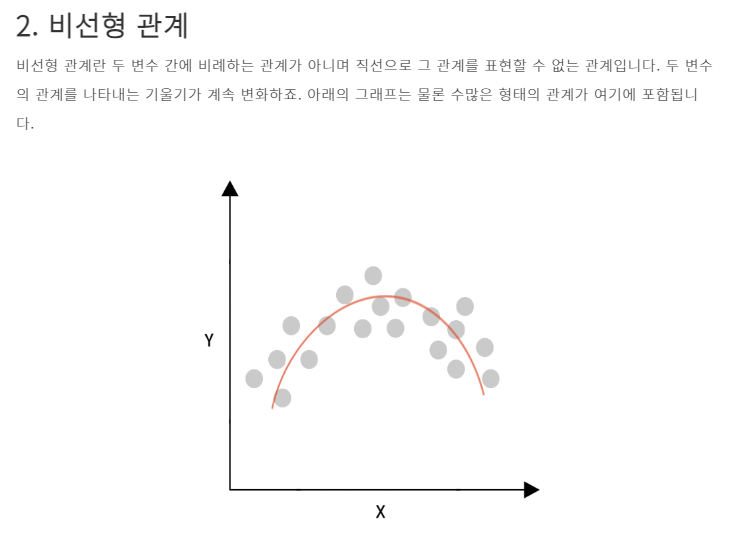 2. 비선형 관계
비선형 관계란 두 변수 간에 비례하는 관계가 아니며 직선으로 그 관계를 표현할 수 없는 관계입니다. 두 변수
의 관계를 나타내는 기울기가 계속 변화하죠. 아래의 그래프는 물론 수많은 형태의 관계가 여기에 포함됩니
다.
Y
X